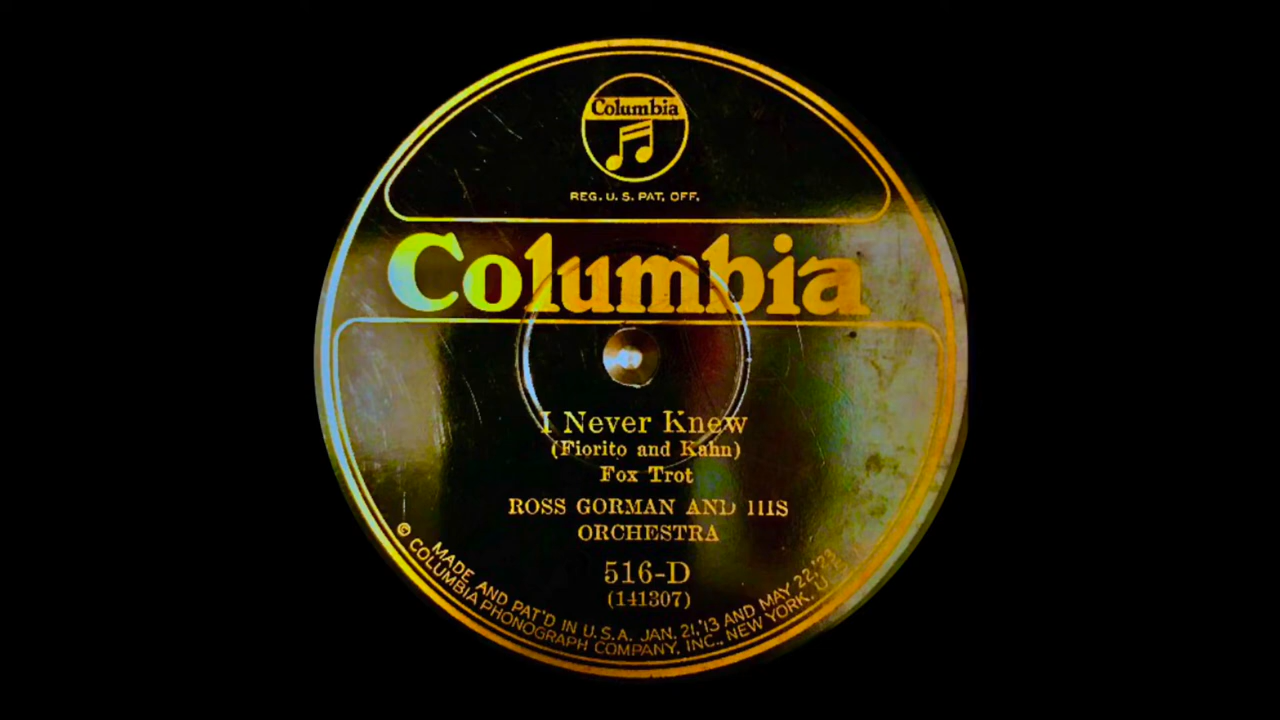 Columbia
REG. U. S. PAT. OFF.
Columbia
I Never Knew
(Fiorito and Kahn)
Fox Trot
ROSS GORMAN AND HIS
ORCHESTRA
516-D
(141307)
MADE AND PAT'D IN U.S.A. JAN. 21,'13 AND MAY 22,'23
© COLUMBIA PHONOGRAPH COMPANY, INC., NEW YORK, U.